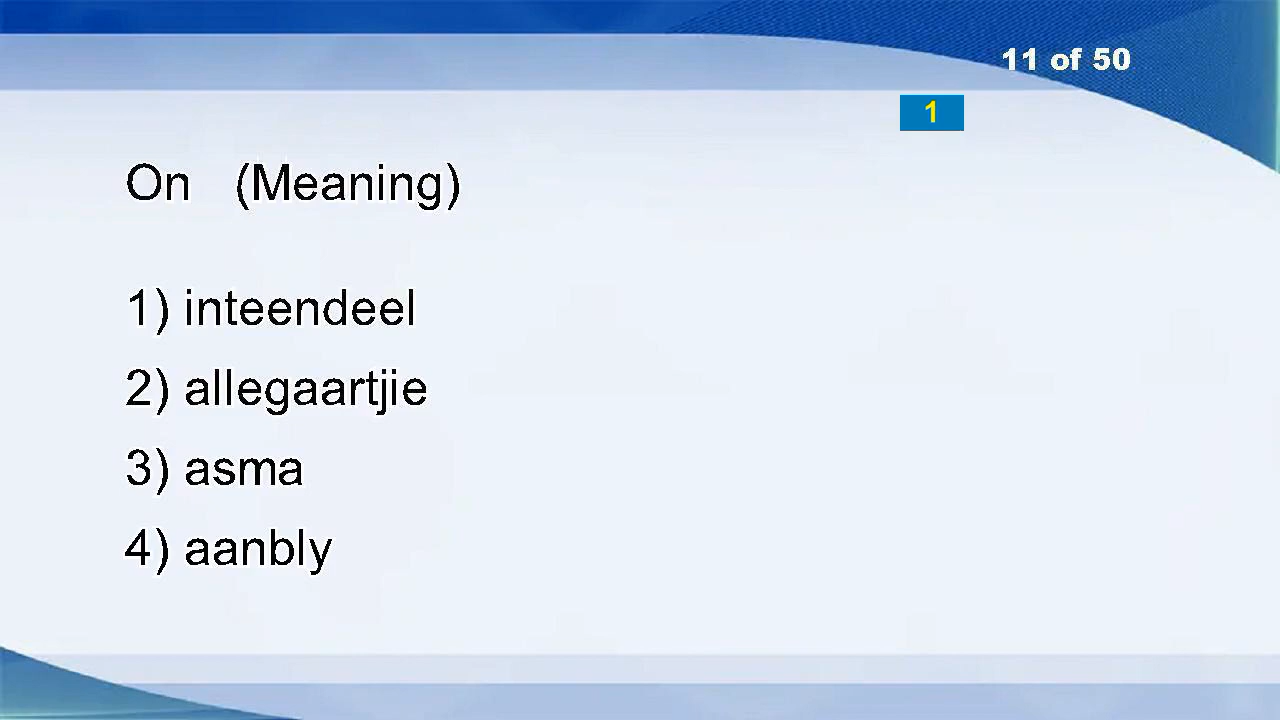 11 of 50
1
On (Meaning)
1) inteendeel
2) allegaartjie
3) asma
4) aanbly